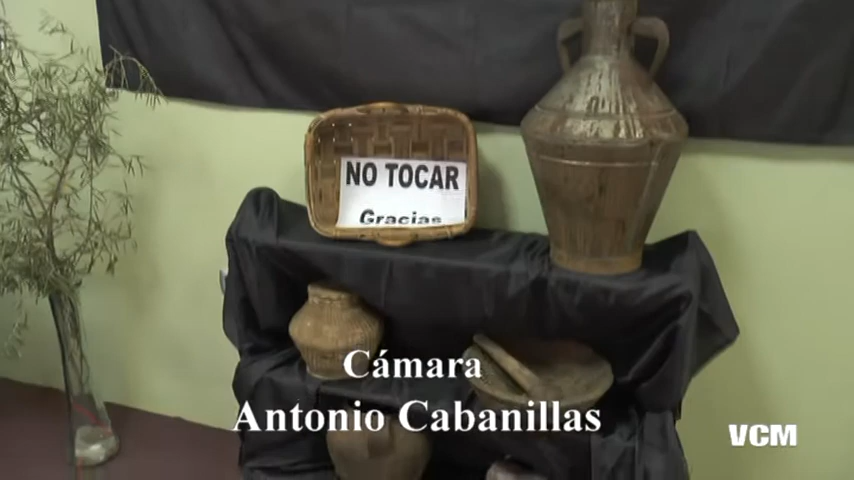 NO TOCAR
Gracias
Cámara
Antonio Cabanillas
VCM